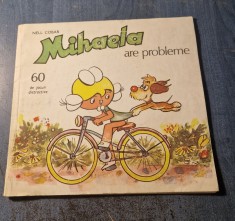 NELL COBAR
Mihaela
are probleme
60
de jocuri
distractive